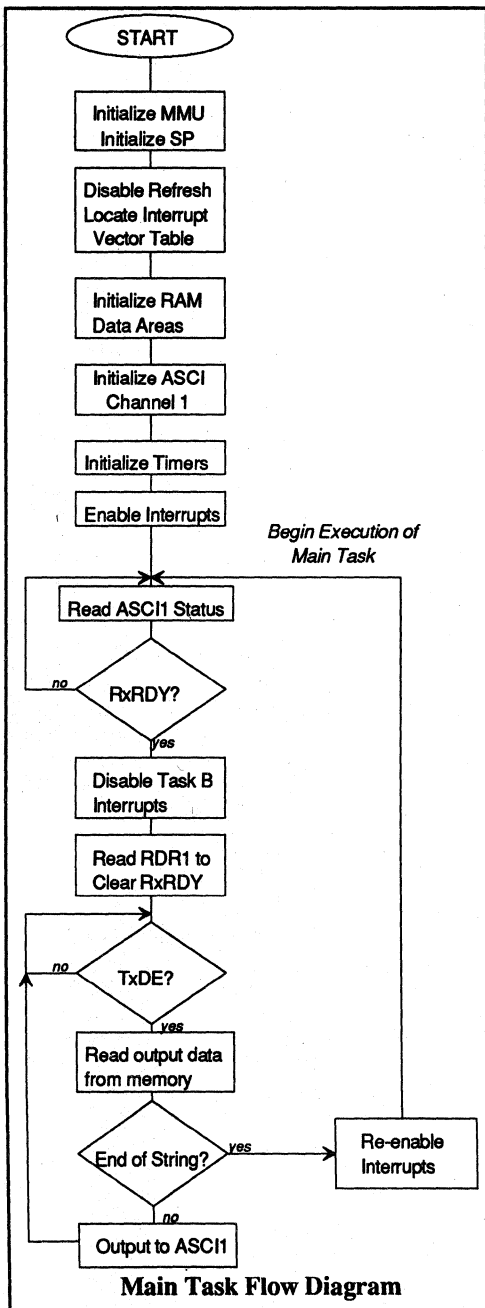 START
Initialize MMU
Initialize SP
Disable Refresh
Locate Interrupt
Vector Table
Initialize RAM
Data Areas
Initialize ASCI
Channel 1
Initialize Timers
Enable Interrupts
Begin Execution of
Main Task
Read ASCI1 Status
no
RxRDY?
yes
Disable Task B
Interrupts
Read RDR1 to
Clear RxRDY
no
TxDE?
yes
Read output data
from memory
End of String?
yes
Re-enable
Interrupts
no
Output to ASCI1
Main Task Flow Diagram